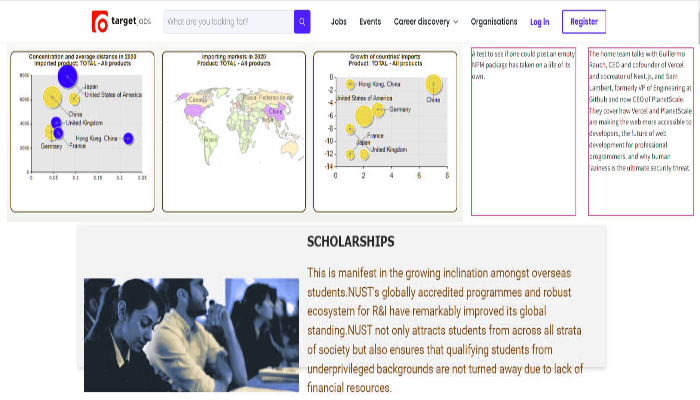 targetjobs
What are you looking for?
Jobs
Events
Career discovery
Organisations
Log in
Register
Concentration and average distance in 2020
Imported product: TOTAL - All products
Japan
United States of America
China
United Kingdom
Hong Kong, China
Germany
France
0
0.05
0.1
0.15
0.2
0.25
Importing markets in 2020
Product: TOTAL - All products
Canada
China
Brazil
Growth of countries' imports
Product: TOTAL - All products
0
-2
-4
-6
-8
-10
-12
-14
Hong Kong, China
United States of America
Germany
China
France
Japan
United Kingdom
0
2
4
6
8
A test to see if one could post an empty
NPM package has taken on a life of its
own.
The home team talks with Guillermo
Rauch, CEO and cofounder of Vercel
and cocreator of Next.js, and Sam
Lambert, formerly VP of Engineering at
Github and now CEO of PlanetScale.
They cover how Vercel and PlanetScale
are making the web more accessible to
developers, the future of web
development for professional
programmers, and why human
laziness is the ultimate security threat.
SCHOLARSHIPS
This is manifest in the growing inclination amongst overseas
students.NUST's globally accredited programmes and robust
ecosystem for R&I have remarkably improved its global
standing.NUST not only attracts students from across all strata
of society but also ensures that qualifying students from
underprivileged backgrounds are not turned away due to lack of
financial resources.